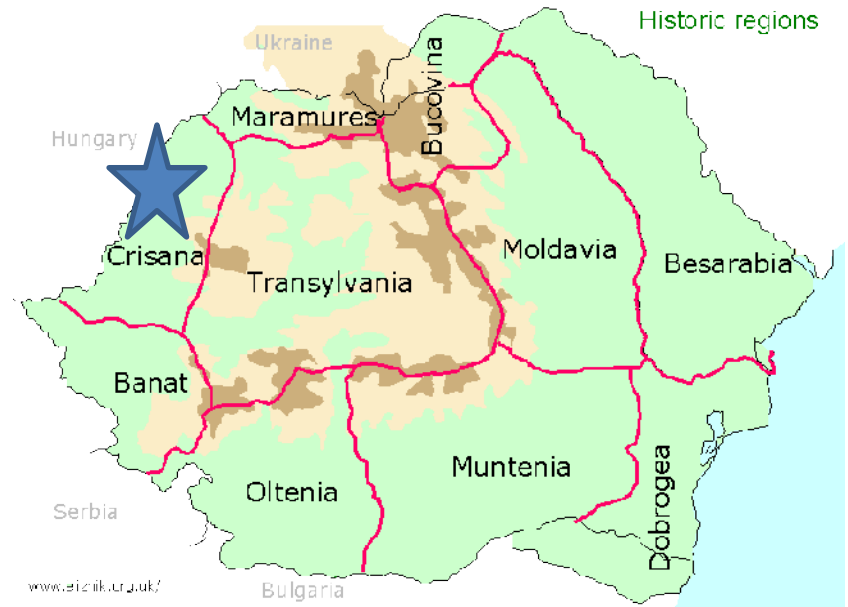 Historic regions
Ukraine
Bucovina
Maramures
Hungary
Moldavia
Crisana
Transylvania
Besarabia
Banat
Muntenia
Oltenia
Dobrogea
Serbia
Bulgaria